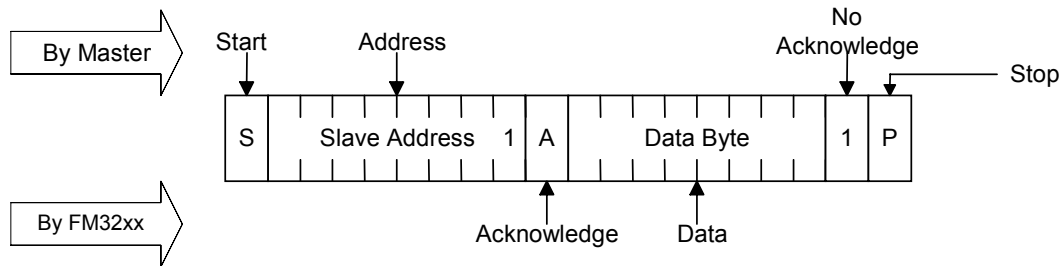 No
By Master Start Address Acknowledge
Stop
S Slave Address 1 A Data Byte 1 P
By FM32xx
Acknowledge Data